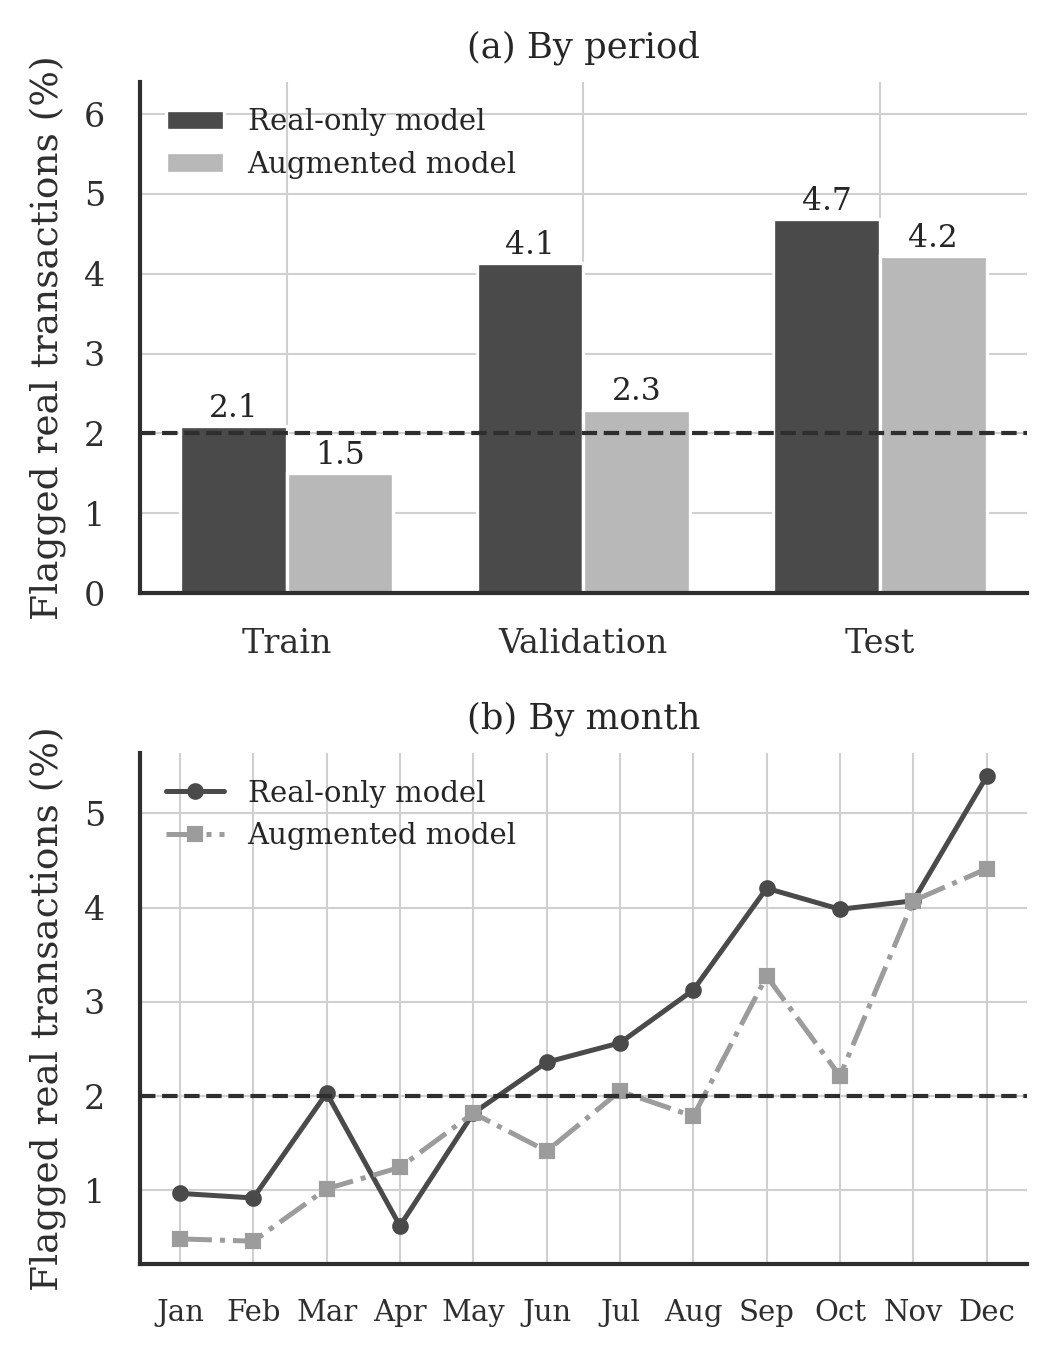 (a) By period
Flagged real transactions (%)
6
5
4
3
2
1
0
Real-only model
Augmented model
2.1
1.5
4.1
2.3
4.7
4.2
Train Validation Test
(b) By month
Flagged real transactions (%)
5
4
3
2
1
Real-only model
Augmented model
Jan Feb Mar Apr May Jun Jul Aug Sep Oct Nov Dec